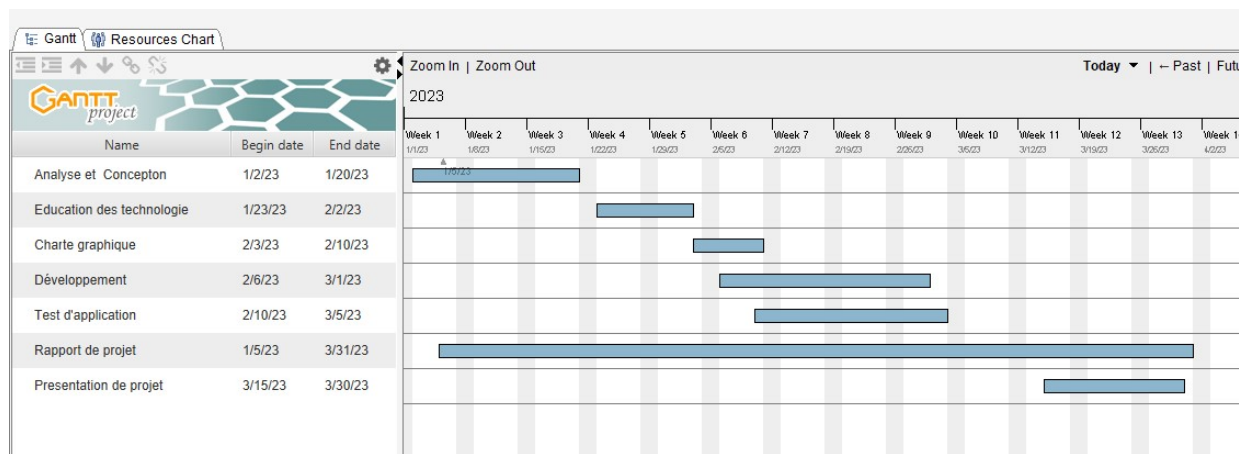 Gantt Resources Chart
Zoom In | Zoom Out Today ▼ | ←Past | Futu
GANTT project
2023
Week 1 Week 2 Week 3 Week 4 Week 5 Week 6 Week 7 Week 8 Week 9 Week 10 Week 11 Week 12 Week 13 Week 1
1/1/23 1/8/23 1/15/23 1/22/23 1/29/23 2/5/23 2/12/23 2/19/23 2/26/23 3/5/23 3/12/23 3/19/23 3/26/23 4/2/23
Name Begin date End date
1/5/23
Analyse et Concepton 1/2/23 1/20/23
Education des technologie 1/23/23 2/2/23
Charte graphique 2/3/23 2/10/23
Développement 2/6/23 3/1/23
Test d'application 2/10/23 3/5/23
Rapport de projet 1/5/23 3/31/23
Presentation de projet 3/15/23 3/30/23